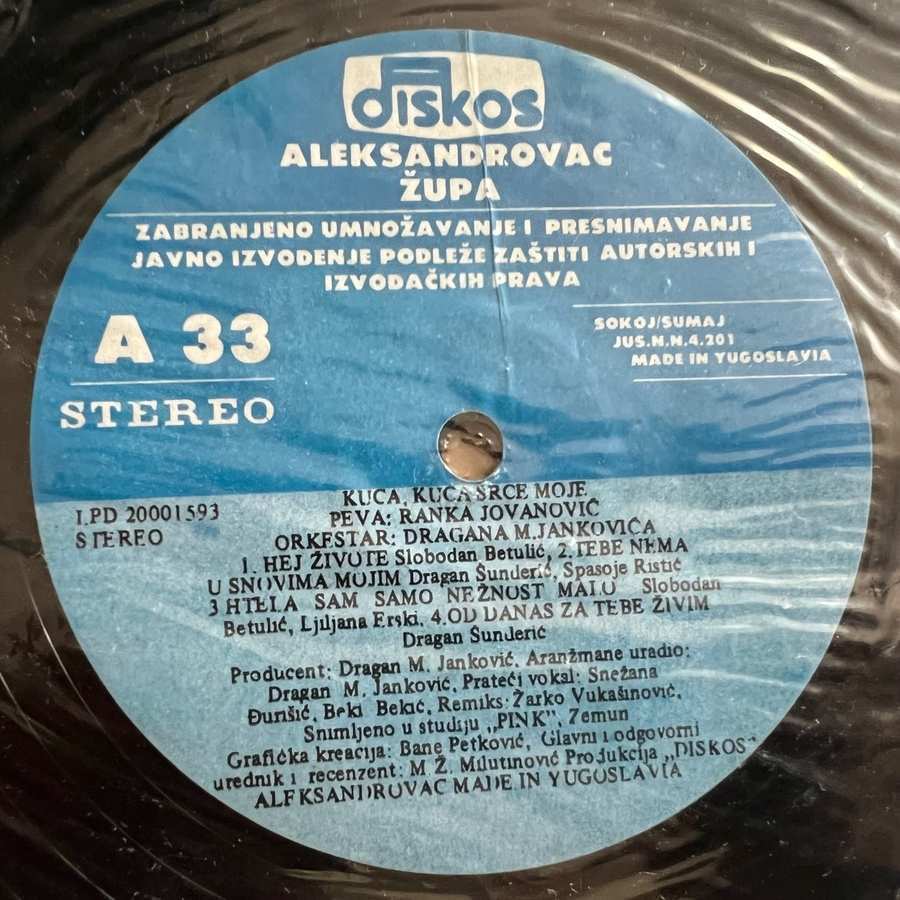 DISKOS
ALEKSANDROVAC
ŽUPA
ZABRANJENO UMNOŽAVANJE I PRESNIMAVANJE
JAVNO IZVOĐENJE PODLEŽE ZAŠTITI AUTORSKIH I
IZVOĐAČKIH PRAVA
A 33
STEREO
SOKOJ/SUMAJ
JUS.N.N.4.201
MADE IN YUGOSLAVIA
LPD 20001593
STEREO
KUCA, KUCA SRCE MOJE
PEVA: RANKA JOVANOVIĆ
ORKESTAR: DRAGANA M.JANKOVIĆA
1. HEJ ŽIVOTE Slobodan Betulić, 2.TEBE NEMA
U SNOVIMA MOJIM Dragan Šunderić, Spasoje Ristić
3 HTELA SAM SAMO NEŽNOST MALO Slobodan
Betulić, Ljiljana Erski, 4.OD DANAS ZA TEBE ŽIVIM
Dragan Šunderić
Producent: Dragan M. Janković, Aranžmane uradio:
Dragan M. Janković, Prateći vokal: Snežana
Đunšić, Beki Bekić, Remiks: Žarko Vukašinović,
Snimljeno u studiju „PINK", Zemun
Grafička kreacija: Bane Petković, Glavni i odgovorni
urednik i recenzent: M Ž. Milutinović Produkcija „DISKOS"
ALEKSANDROVAC MADE IN YUGOSLAVIA